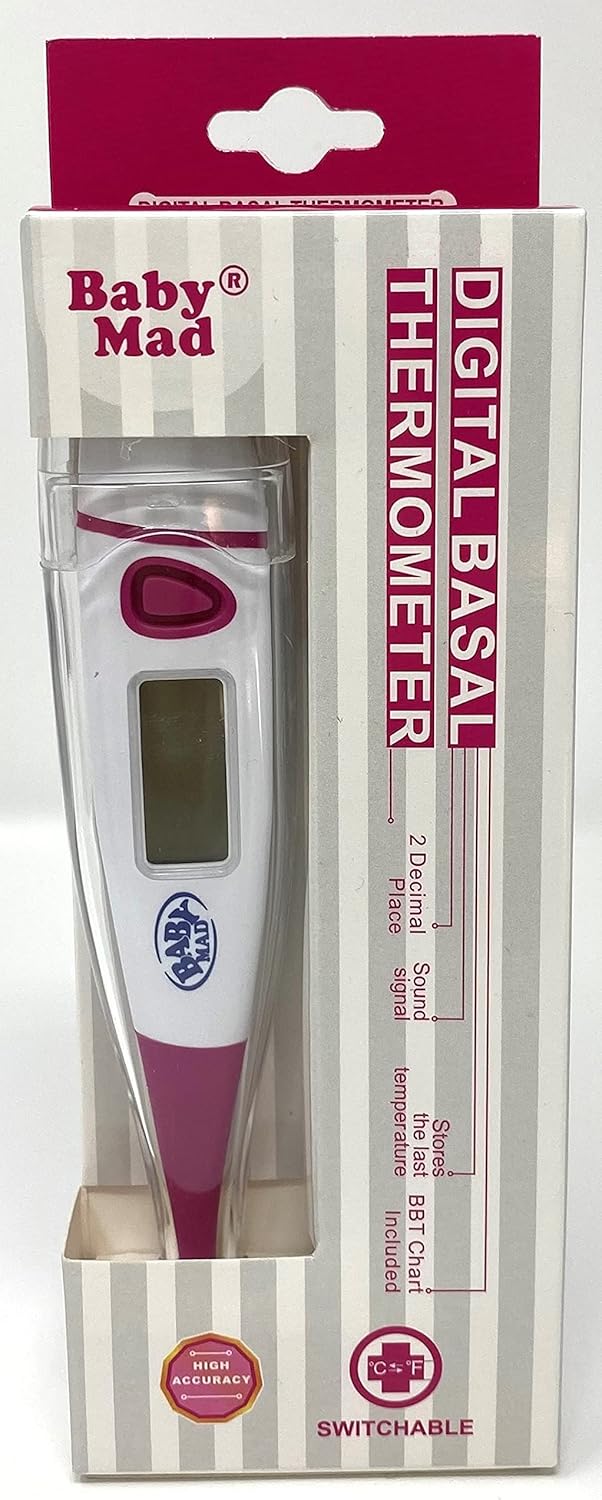 DIGITAL BASAL THERMOMETER
Baby®
Mad
DIGITAL BASAL
THERMOMETER
2 Decimal
Place
Sound
signal
Stores
the last
temperature
BBT Chart
Included
BABY
MAD
HIGH
ACCURACY
°C
°F
SWITCHABLE